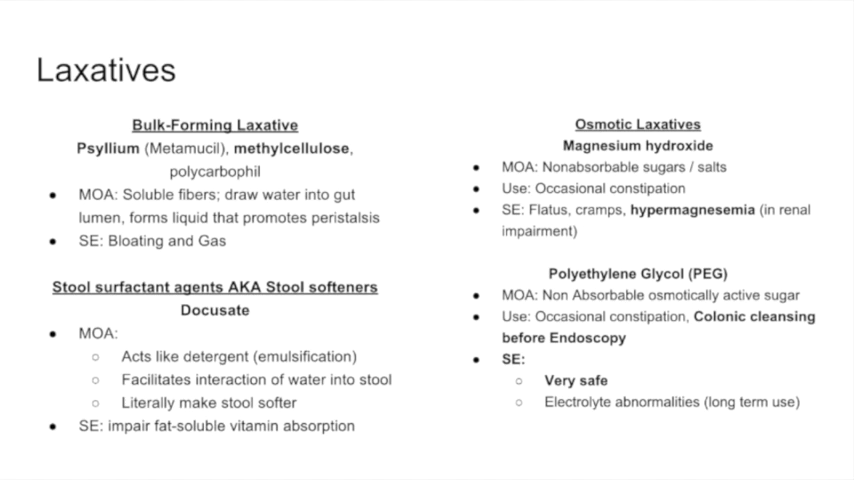 Laxatives
Bulk-Forming Laxative
Psyllium (Metamucil), methylcellulose,
polycarbophil
● MOA: Soluble fibers; draw water into gut
lumen, forms liquid that promotes peristalsis
● SE: Bloating and Gas
Stool surfactant agents AKA Stool softeners
Docusate
● MOA:
○ Acts like detergent (emulsification)
○ Facilitates interaction of water into stool
○ Literally make stool softer
● SE: impair fat-soluble vitamin absorption
Osmotic Laxatives
Magnesium hydroxide
● MOA: Nonabsorbable sugars / salts
● Use: Occasional constipation
● SE: Flatus, cramps, hypermagnesemia (in renal
impairment)
Polyethylene Glycol (PEG)
● MOA: Non Absorbable osmotically active sugar
● Use: Occasional constipation, Colonic cleansing
before Endoscopy
● SE:
○ Very safe
○ Electrolyte abnormalities (long term use)